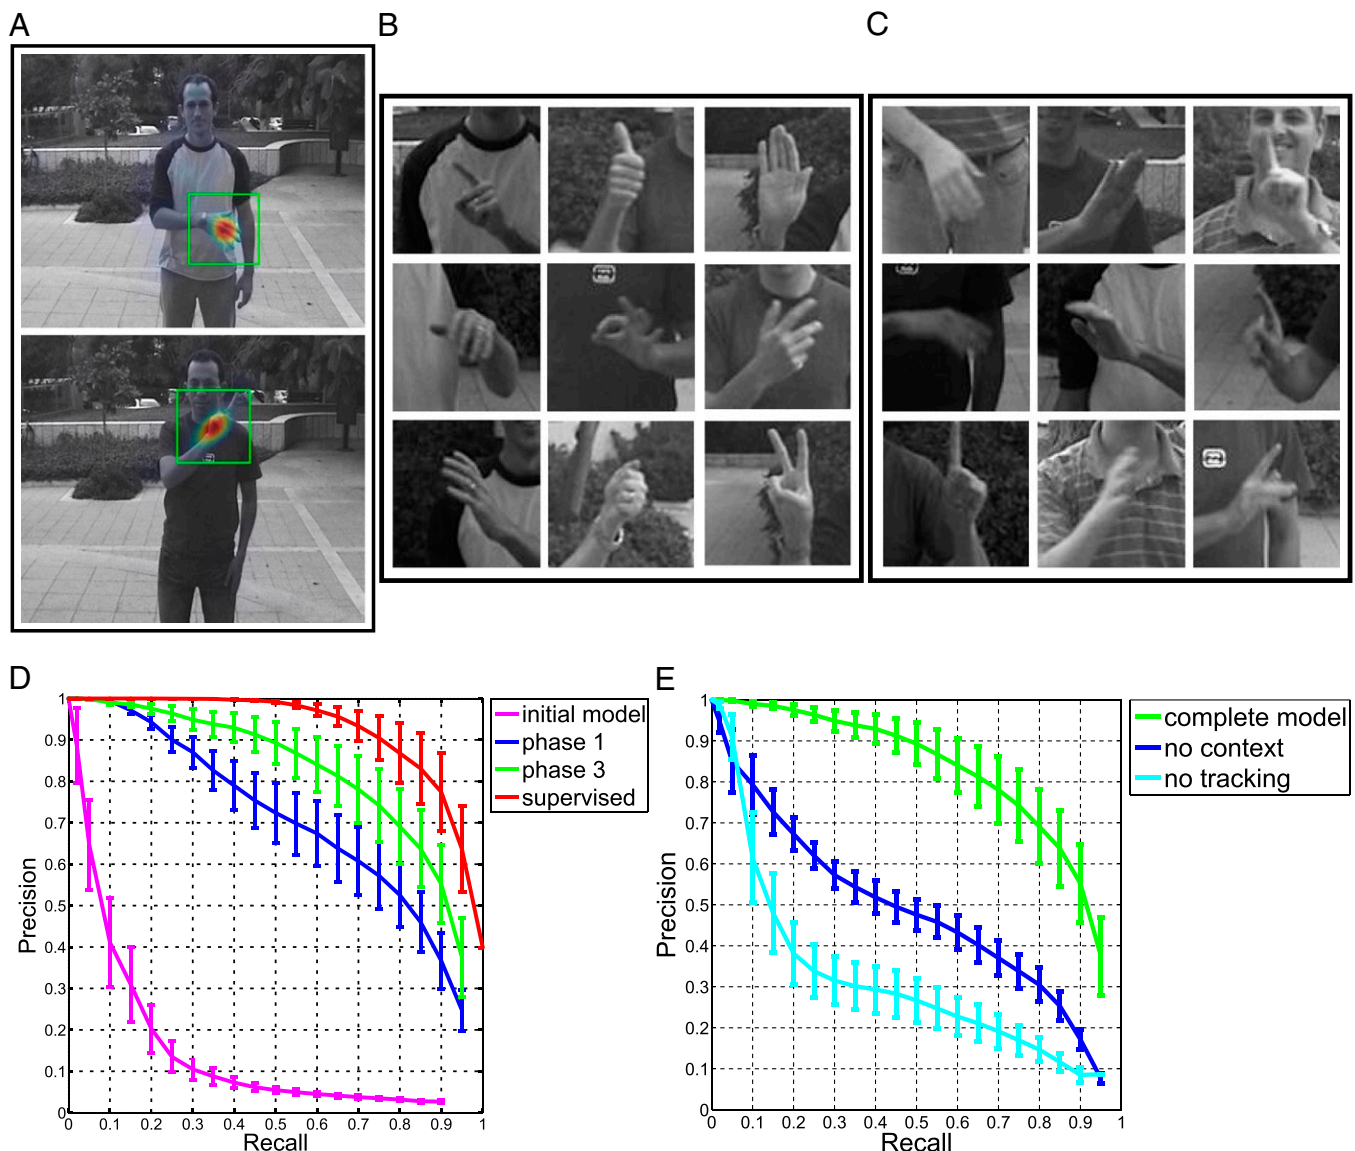 A
B
C
D
1
0.9
0.8
0.7
0.6
0.5
0.4
0.3
0.2
0.1
0
Precision
0 0.1 0.2 0.3 0.4 0.5 0.6 0.7 0.8 0.9 1
Recall
initial model
phase 1
phase 3
supervised
E
1
0.9
0.8
0.7
0.6
0.5
0.4
0.3
0.2
0.1
0
Precision
0 0.1 0.2 0.3 0.4 0.5 0.6 0.7 0.8 0.9 1
Recall
complete model
no context
no tracking